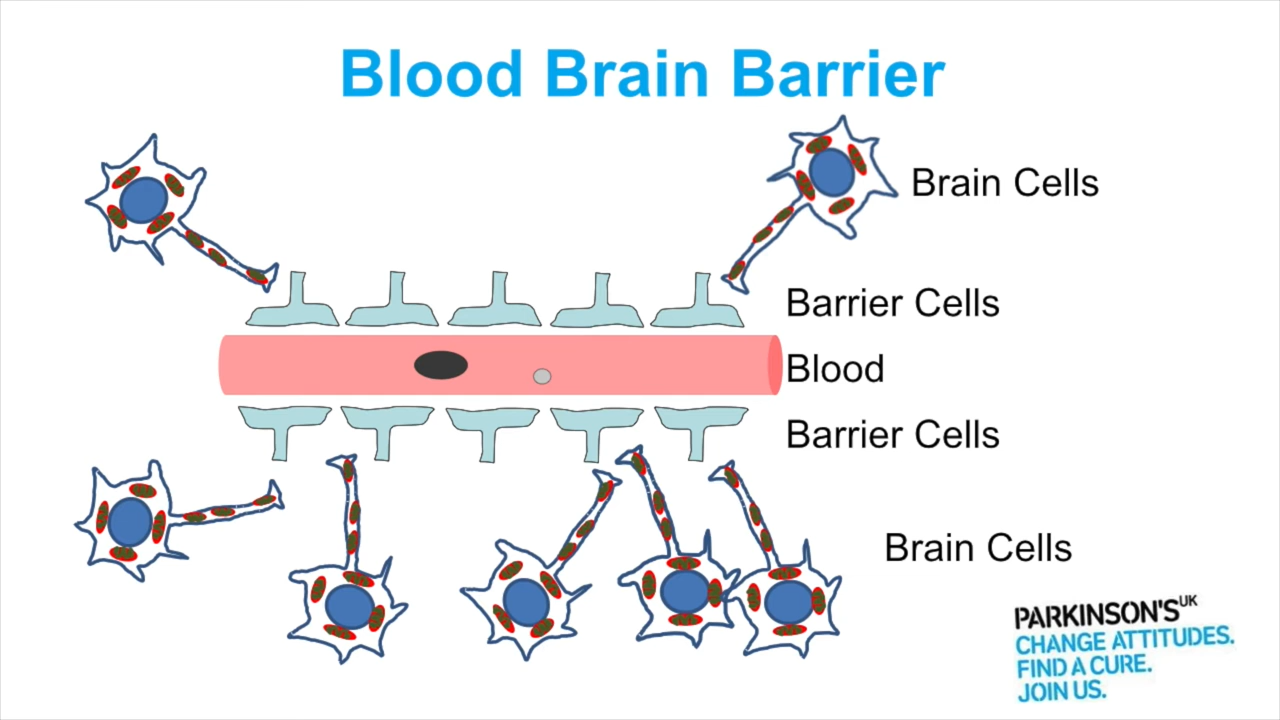 Blood Brain Barrier
Brain Cells
Barrier Cells
Blood
Barrier Cells
Brain Cells
PARKINSON'S UK
CHANGE ATTITUDES.
FIND A CURE.
JOIN US.